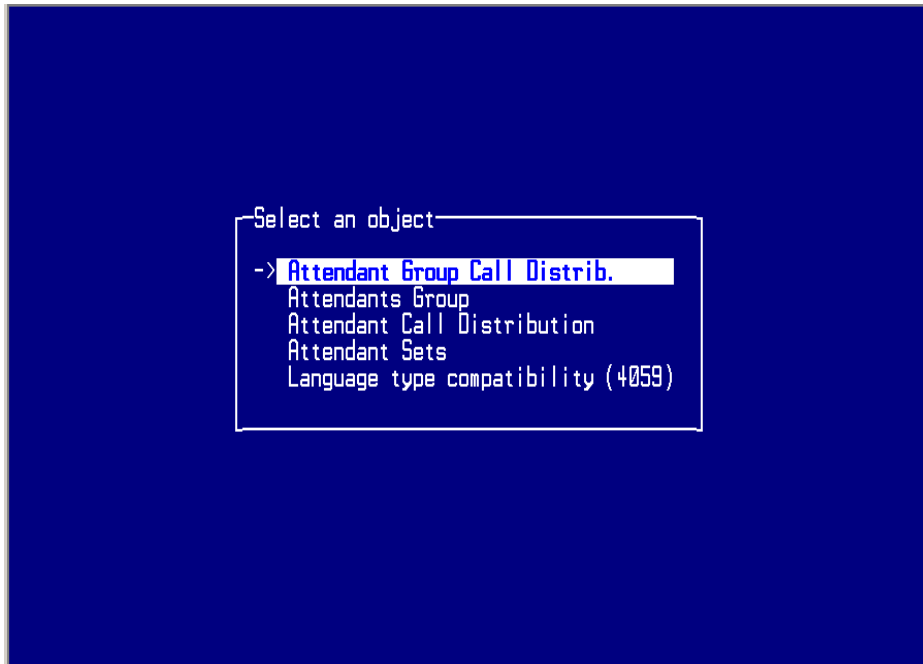 Select an object
-> Attendant Group Call Distrib.
Attendants Group
Attendant Call Distribution
Attendant Sets
Language type compatibility (4059)